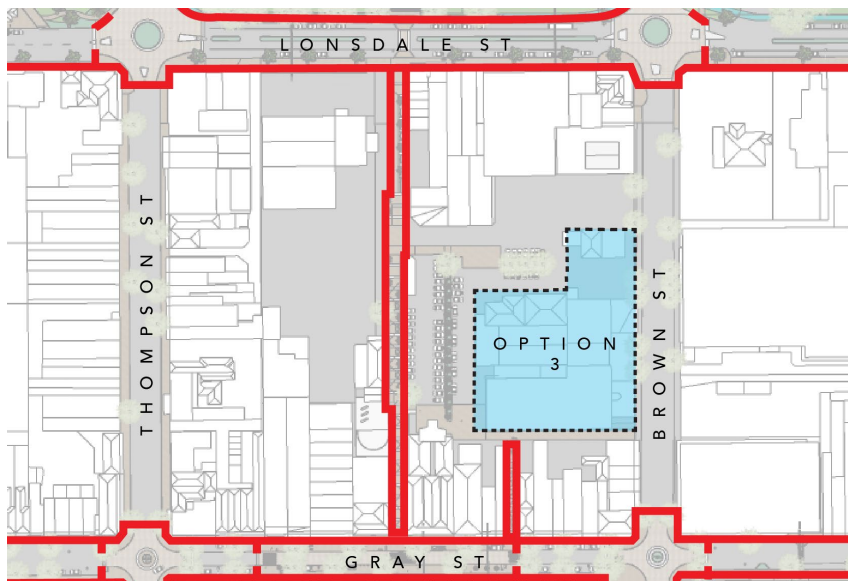 LONSDALE ST
THOMPSON ST
OPTION
3
BROWN ST
GRAY ST